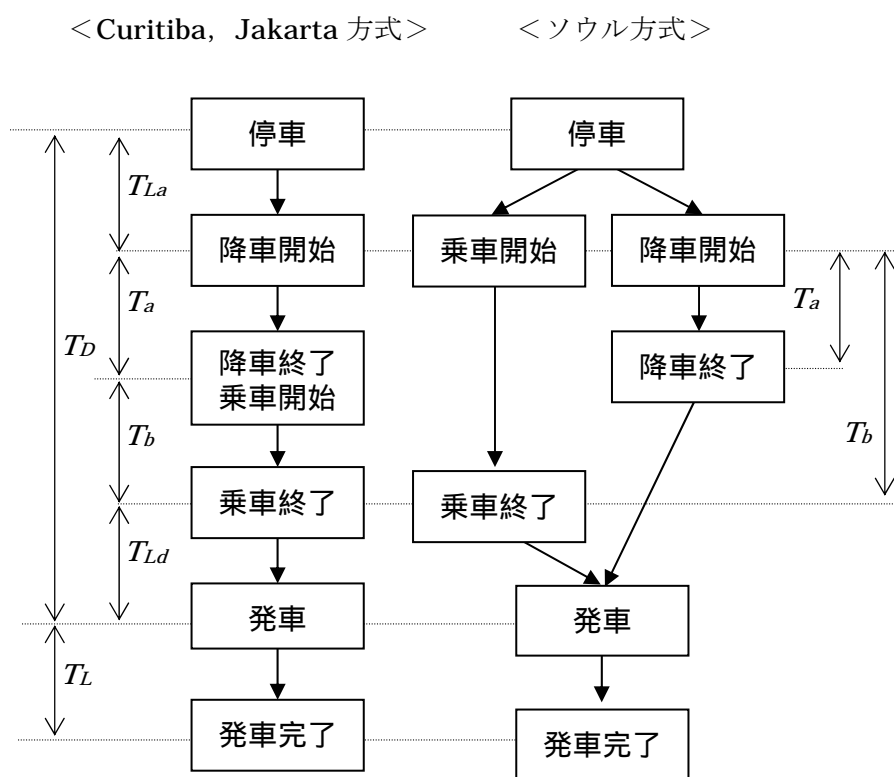 ＜Curitiba，Jakarta 方式＞　＜ソウル方式＞
停車　停車
TLa
降車開始　乗車開始　降車開始
Ta　Ta
TD
降車終了　降車終了
乗車開始
Tb　Tb
乗車終了　乗車終了
TLd
発車　発車
TL
発車完了　発車完了